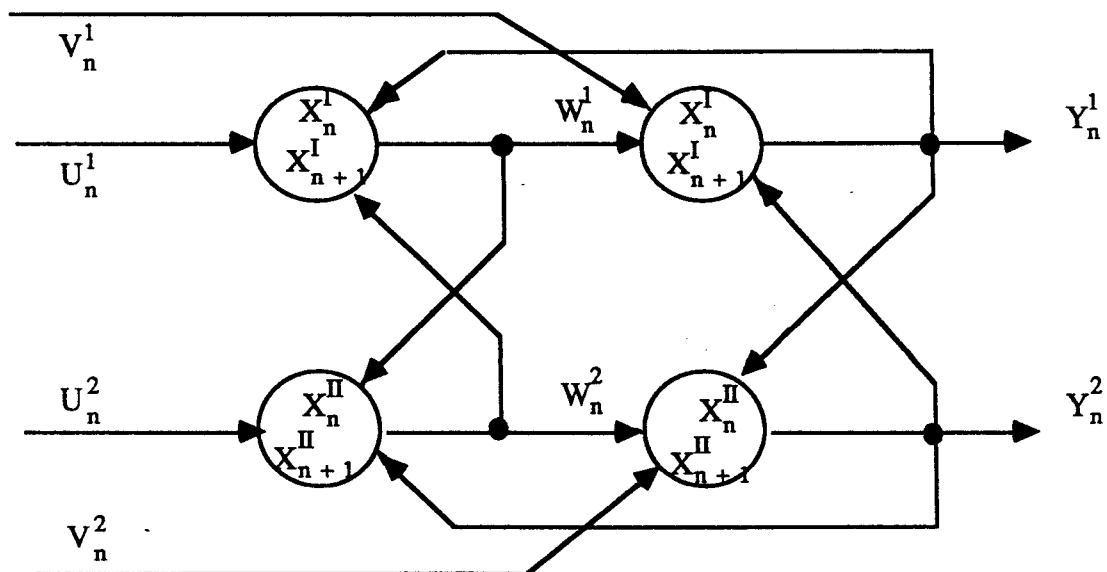 V_n^1
X_n^I
X_{n+1}^I
W_n^1
X_n^I
X_{n+1}^I
Y_n^1
U_n^1
U_n^2
X_n^{II}
X_{n+1}^{II}
W_n^2
X_n^{II}
X_{n+1}^{II}
Y_n^2
V_n^2